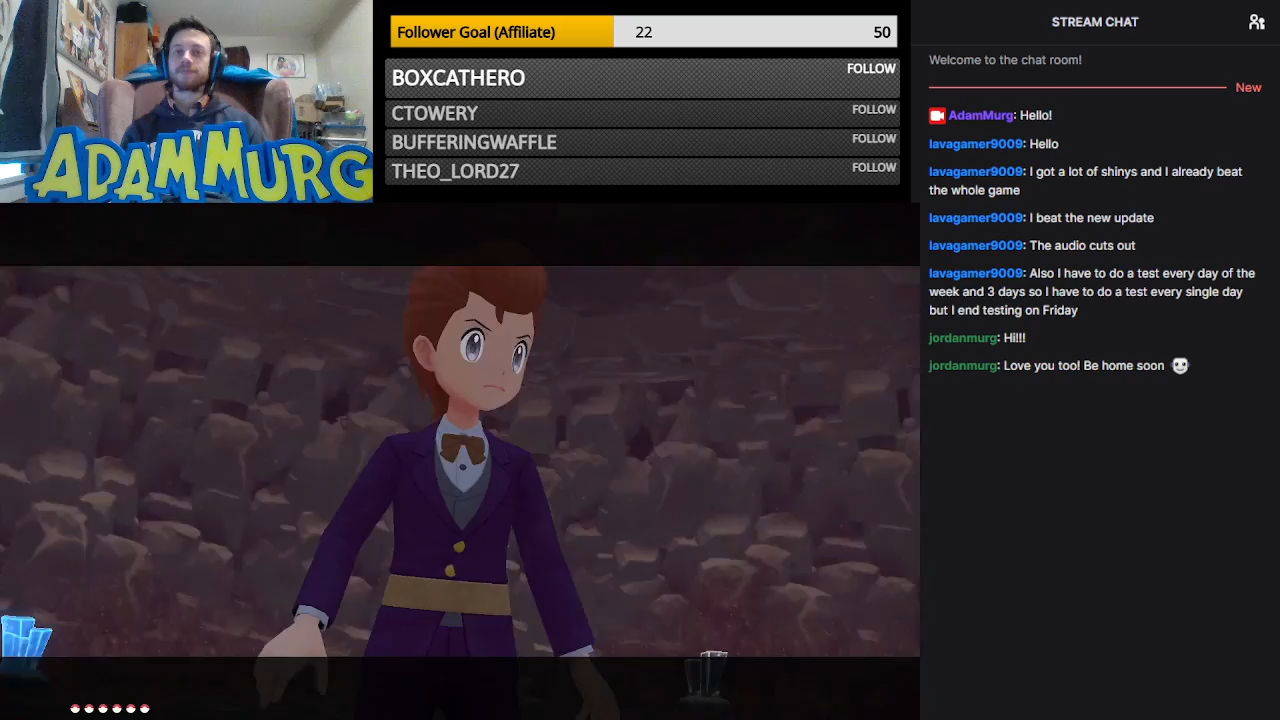 ADAMMURG
Follower Goal (Affiliate) 22 50
BOXCATHERO FOLLOW
CTOWERY FOLLOW
BUFFERINGWAFFLE FOLLOW
THEO_LORD27 FOLLOW
STREAM CHAT
Welcome to the chat room!
New
AdamMurg: Hello!
lavagamer9009: Hello
lavagamer9009: I got a lot of shinys and I already beat
the whole game
lavagamer9009: I beat the new update
lavagamer9009: The audio cuts out
lavagamer9009: Also I have to do a test every day of the
week and 3 days so I have to do a test every single day
but I end testing on Friday
jordanmurg: Hi!!!
jordanmurg: Love you too! Be home soon